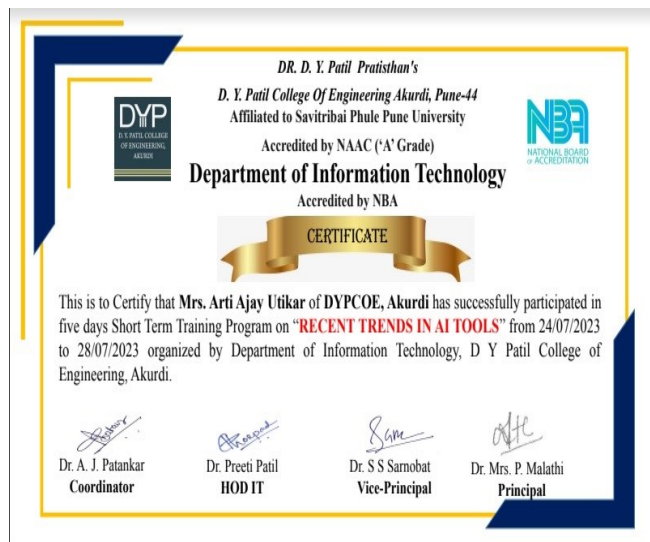 DR. D. Y. Patil Pratisthan's
D. Y. Patil College Of Engineering Akurdi, Pune-44
Affiliated to Savitribai Phule Pune University
Accredited by NAAC (‘A’ Grade)
Department of Information Technology
Accredited by NBA
DYP
D. Y. PATIL COLLEGE
OF ENGINEERING,
AKURDI
NBA
NATIONAL BOARD
of ACCREDITATION
CERTIFICATE
This is to Certify that Mrs. Arti Ajay Utikar of DYPCOE, Akurdi has successfully participated in
five days Short Term Training Program on “RECENT TRENDS IN AI TOOLS” from 24/07/2023
to 28/07/2023 organized by Department of Information Technology, D Y Patil College of
Engineering, Akurdi.
Dr. A. J. Patankar
Coordinator
Dr. Preeti Patil
HOD IT
Dr. S S Sarnobat
Vice-Principal
Dr. Mrs. P. Malathi
Principal